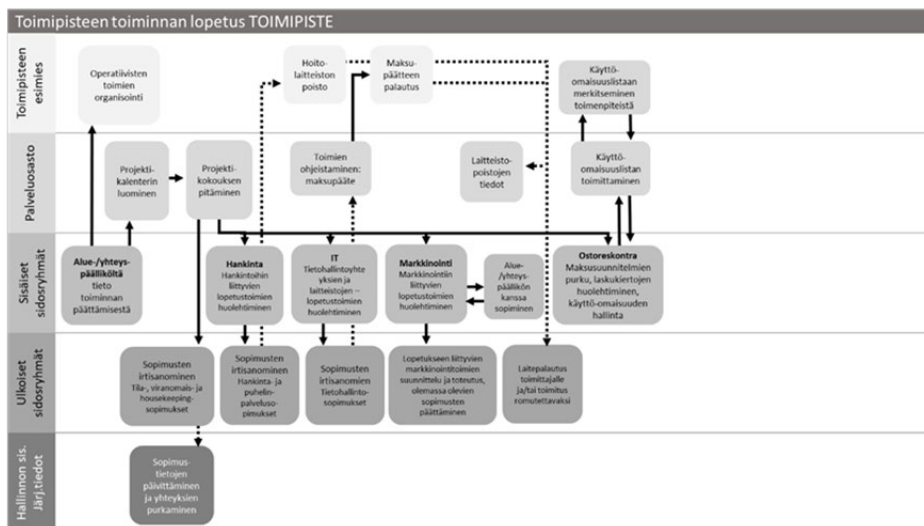 Toimipisteen toiminnan lopetus TOIMIPISTE
Toimipisteen
esimies
Operatiivisten
toimien
organisointi
Hoito-
laitteiston
poisto
Maksu-
päätteen
palautus
Käyttö-
omaisuuslistaan
merkitseminen
toimenpiteistä
Palveluosasto
Projekti-
kalenterin
luominen
Projekti-
kokouksen
pitäminen
Toimien
ohjeistaminen:
maksupääte
Laitteisto-
poistojen
tiedot
Käyttö-
omaisuuslistan
toimittaminen
Sisäiset
sidosryhmät
Alue-/yhteys-
päälliköltä
tieto
toiminnan
päättämisestä
Hankinta
Hankintoihin
liittyvien
lopetustoimien
huolehtiminen
IT
Tietohallintoyhte
yksien ja
laitteistojen –
lopetustoimien
huolehtiminen
Markkinointi
Markkinointiin
liittyvien
lopetustoimien
huolehtiminen
Alue-
/yhteys-
päällikön
kanssa
sopiminen
Ostoreskontra
Maksusuunnitelmien
purku, laskukiertojen
huolehtiminen,
käyttö-omaisuuden
hallinta
Ulkoiset
sidosryhmät
Sopimusten
irtisanominen
Tila-, viranomais- ja
housekeeping-
sopimukset
Sopimusten
irtisanominen
Hankinta- ja
puhelin-
palveluso-
pimukset
Sopimusten
irtisanomien
Tietohallinto-
sopimukset
Lopetukseen liittyvien
markkinointitoimien
suunnittelu ja toteutus,
olemassa olevien
sopimusten
päättäminen
Laitepalautus
toimittajalle
ja/tai toimitus
romutettavaksi
Hallinnon sis.
Järj.tiedot
Sopimus-
tietojen
päivittäminen
ja yhteyksien
purkaminen